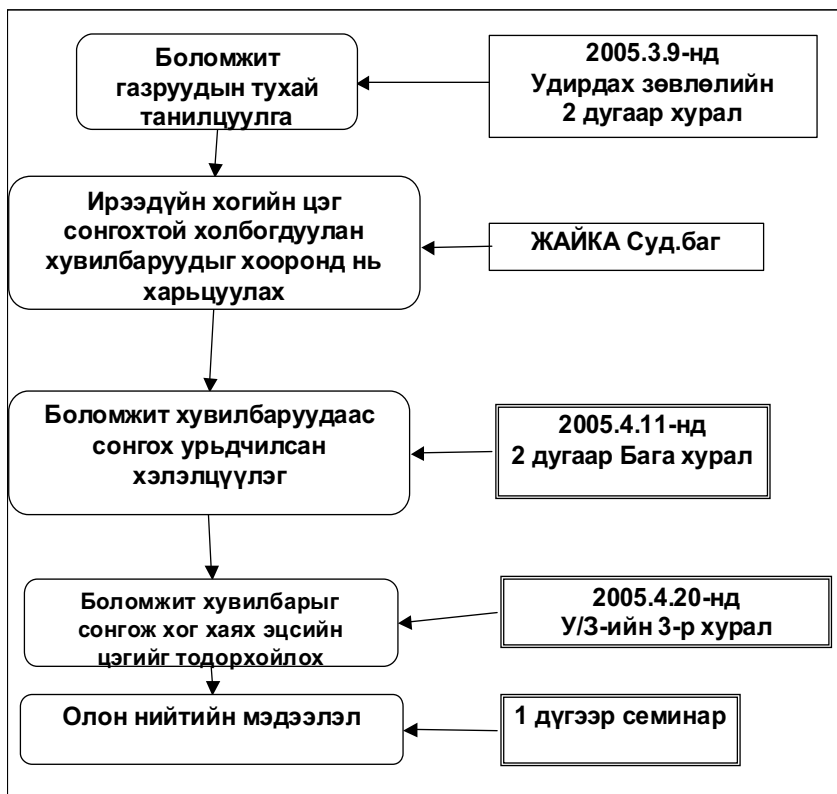 Боломжит
газруудын тухай
танилцуулга
2005.3.9-нд
Удирдах зөвлөлийн
2 дугаар хурал
Ирээдүйн хогийн цэг
сонгохтой холбогдуулан
хувилбаруудыг хооронд нь
харьцуулах
ЖАЙКА Суд.баг
Боломжит хувилбаруудаас
сонгох урьдчилсан
хэлэлцүүлэг
2005.4.11-нд
2 дугаар Бага хурал
Боломжит хувилбарыг
сонгож хог хаях эцсийн
цэгийг тодорхойлох
2005.4.20-нд
У/З-ийн 3-р хурал
Олон нийтийн мэдээлэл
1 дүгээр семинар